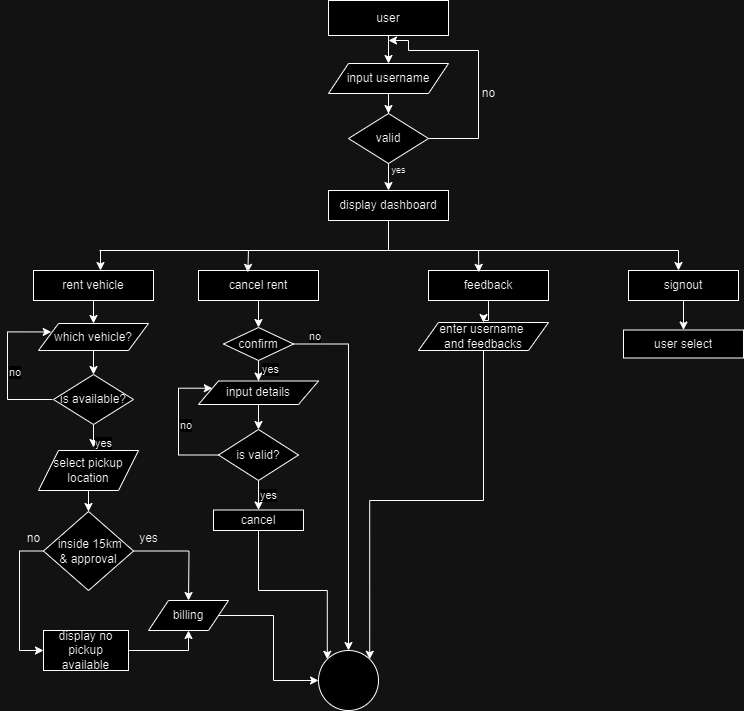 user
input username
no
valid
yes
display dashboard
rent vehicle
cancel rent
feedback
signout
which vehicle?
confirm
no
enter username
and feedbacks
user select
no
yes
is available?
input details
no
yes
is valid?
select pickup
location
yes
cancel
no
yes
inside 15km
& approval
billing
display no
pickup
available